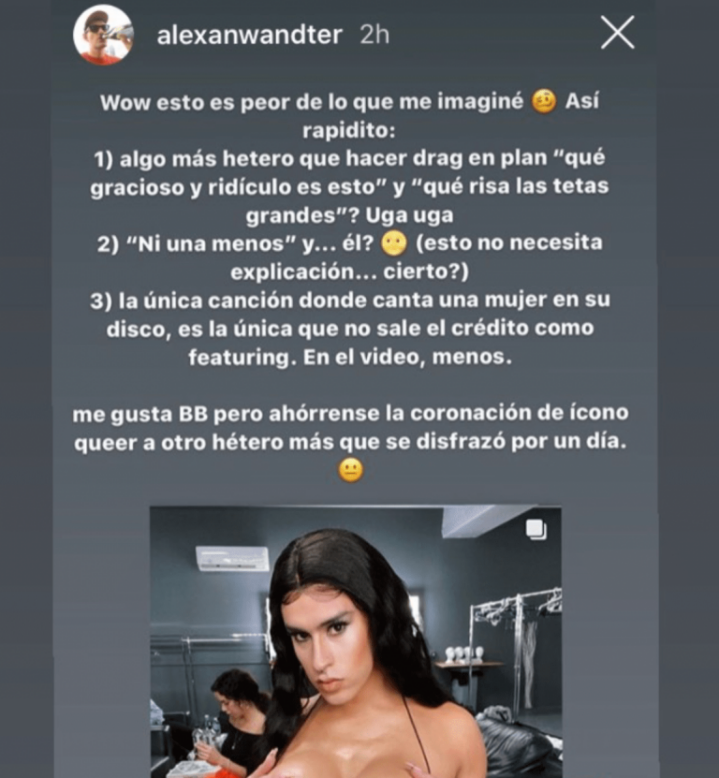 alexanwandter 2h
Wow esto es peor de lo que me imaginé 🥴 Así
rapidito:
1) algo más hetero que hacer drag en plan “qué
gracioso y ridículo es esto” y “qué risa las tetas
grandes”? Uga uga
2) “Ni una menos” y... él? 🤨 (esto no necesita
explicación... cierto?)
3) la única canción donde canta una mujer en su
disco, es la única que no sale el crédito como
featuring. En el video, menos.
me gusta BB pero ahórrense la coronación de ícono
queer a otro hétero más que se disfrazó por un día.
😐